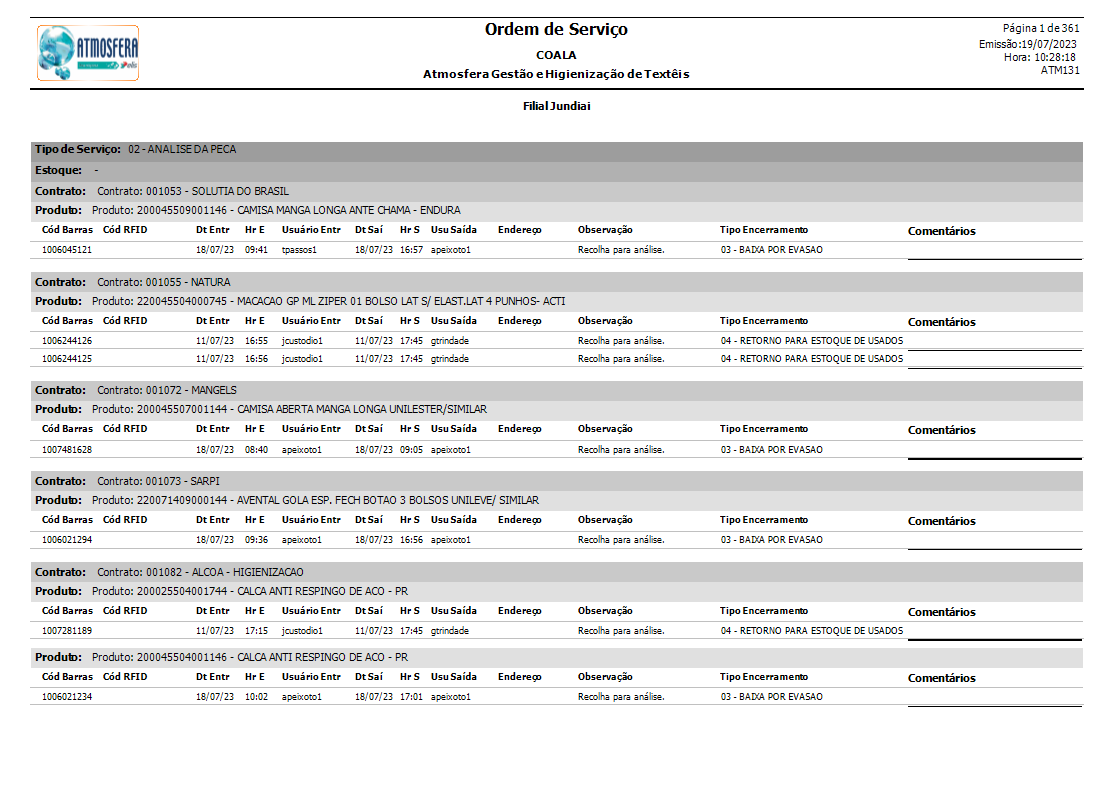 ATMOSFERA
Ordem de Serviço
COALA
Atmosfera Gestão e Higienização de Textêis
Página 1 de 361
Emissão:19/07/2023
Hora: 10:28:18
ATM131
Filial Jundiai
Tipo de Serviço: 02 - ANALISE DA PECA
Estoque: -
Contrato: Contrato: 001053 - SOLUTIA DO BRASIL
Produto: Produto: 200045509001146 - CAMISA MANGA LONGA ANTE CHAMA - ENDURA
Cód Barras Cód RFID Dt Entr Hr E Usuário Entr Dt Saí Hr S Usu Saída Endereço Observação Tipo Encerramento Comentários
1006045121 18/07/23 09:41 tpassos1 18/07/23 16:57 apeixoto1 Recolha para análise. 03 - BAIXA POR EVASAO
Contrato: Contrato: 001055 - NATURA
Produto: Produto: 220045504000745 - MACACAO GP ML ZIPER 01 BOLSO LAT S/ ELAST.LAT 4 PUNHOS- ACTI
Cód Barras Cód RFID Dt Entr Hr E Usuário Entr Dt Saí Hr S Usu Saída Endereço Observação Tipo Encerramento Comentários
1006244126 11/07/23 16:55 jcustodio1 11/07/23 17:45 gtrindade Recolha para análise. 04 - RETORNO PARA ESTOQUE DE USADOS
1006244125 11/07/23 16:56 jcustodio1 11/07/23 17:45 gtrindade Recolha para análise. 04 - RETORNO PARA ESTOQUE DE USADOS
Contrato: Contrato: 001072 - MANGELS
Produto: Produto: 200045507001144 - CAMISA ABERTA MANGA LONGA UNILESTER/SIMILAR
Cód Barras Cód RFID Dt Entr Hr E Usuário Entr Dt Saí Hr S Usu Saída Endereço Observação Tipo Encerramento Comentários
1007481628 18/07/23 08:40 apeixoto1 18/07/23 09:05 apeixoto1 Recolha para análise. 03 - BAIXA POR EVASAO
Contrato: Contrato: 001073 - SARPI
Produto: Produto: 220071409000144 - AVENTAL GOLA ESP. FECH BOTAO 3 BOLSOS UNILEVE/ SIMILAR
Cód Barras Cód RFID Dt Entr Hr E Usuário Entr Dt Saí Hr S Usu Saída Endereço Observação Tipo Encerramento Comentários
1006021294 18/07/23 09:36 apeixoto1 18/07/23 16:56 apeixoto1 Recolha para análise. 03 - BAIXA POR EVASAO
Contrato: Contrato: 001082 - ALCOA - HIGIENIZACAO
Produto: Produto: 200025504001744 - CALCA ANTI RESPINGO DE ACO - PR
Cód Barras Cód RFID Dt Entr Hr E Usuário Entr Dt Saí Hr S Usu Saída Endereço Observação Tipo Encerramento Comentários
1007281189 11/07/23 17:15 jcustodio1 11/07/23 17:45 gtrindade Recolha para análise. 04 - RETORNO PARA ESTOQUE DE USADOS
Produto: Produto: 200045504001146 - CALCA ANTI RESPINGO DE ACO - PR
Cód Barras Cód RFID Dt Entr Hr E Usuário Entr Dt Saí Hr S Usu Saída Endereço Observação Tipo Encerramento Comentários
1006021234 18/07/23 10:02 apeixoto1 18/07/23 17:01 apeixoto1 Recolha para análise. 03 - BAIXA POR EVASAO